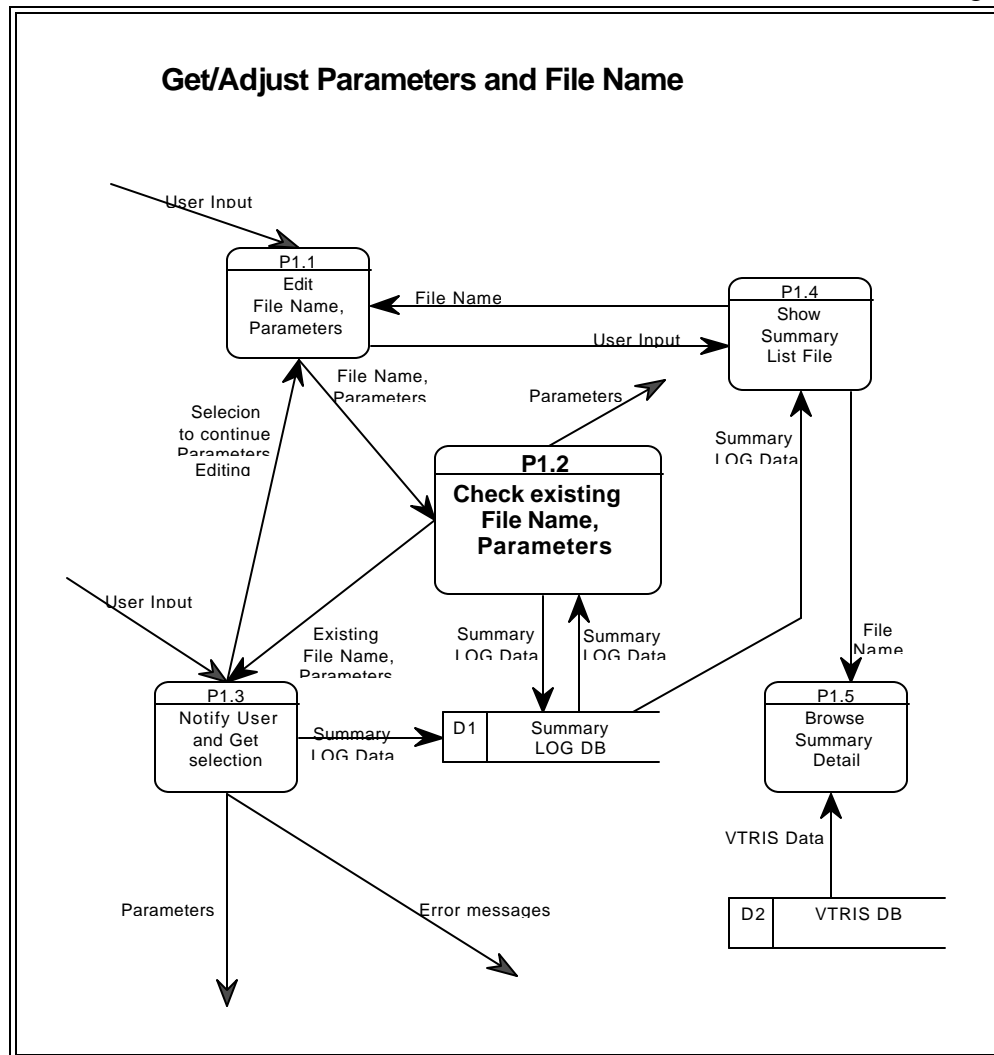 Get/Adjust Parameters and File Name
User Input
P1.1
Edit
File Name,
Parameters
File Name
User Input
P1.4
Show
Summary
List File
File Name,
Parameters
Parameters
Selecion
to continue
Parameters
Editing
Summary
LOG Data
P1.2
Check existing
File Name,
Parameters
User Input
Existing
File Name,
Parameters
Summary
LOG Data
Summary
LOG Data
File
Name
P1.3
Notify User
and Get
selection
Summary
LOG Data
D1
Summary
LOG DB
P1.5
Browse
Summary
Detail
VTRIS Data
Parameters
Error messages
D2
VTRIS DB